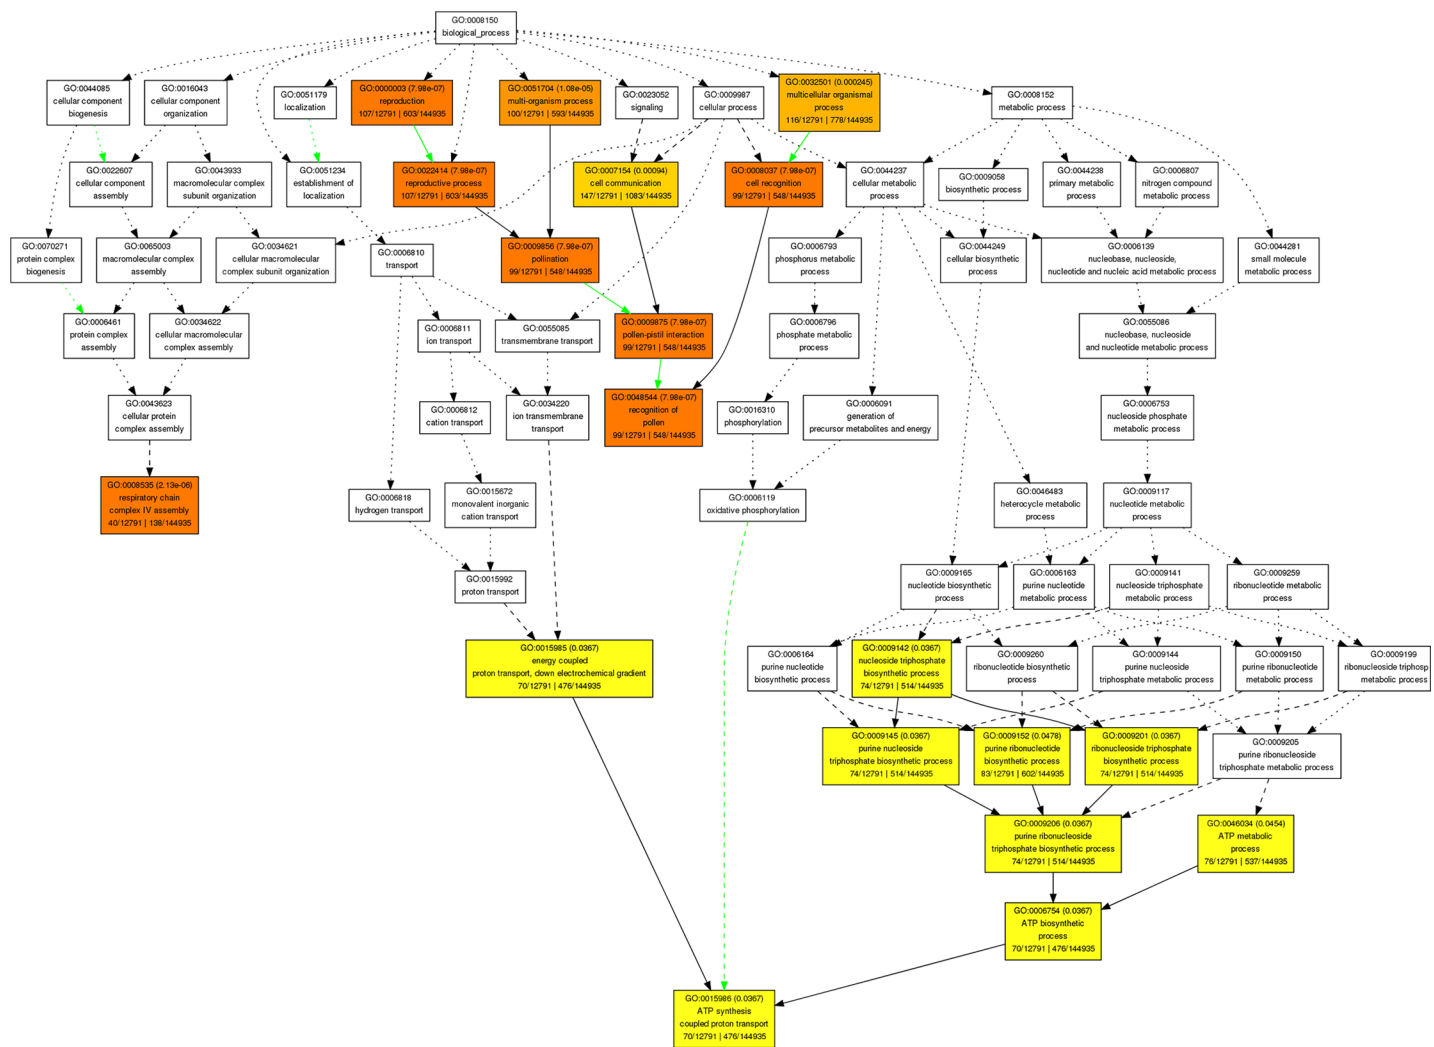 GO:0008150
biological_process
GO:0044085
cellular component
biogenesis
GO:0016043
cellular component
organization
GO:0051179
localization
GO:0000003 (7.98e-07)
reproduction
107/12791 | 603/144935
GO:0051704 (1.08e-05)
multi-organism process
100/12791 | 593/144935
GO:0023052
signaling
GO:0009987
cellular process
GO:0032501 (0.000245)
multicellular organismal
process
116/12791 | 778/144935
GO:0008152
metabolic process
GO:0022607
cellular component
assembly
GO:0043933
macromolecular complex
subunit organization
GO:0051234
establishment of
localization
GO:0022414 (7.98e-07)
reproductive process
107/12791 | 603/144935
GO:0007154 (0.00094)
cell communication
147/12791 | 1083/144935
GO:0008037 (7.98e-07)
cell recognition
99/12791 | 548/144935
GO:0044237
cellular metabolic
process
GO:0009058
biosynthetic process
GO:0044238
primary metabolic
process
GO:0006807
nitrogen compound
metabolic process
GO:0070271
protein complex
biogenesis
GO:0065003
macromolecular complex
assembly
GO:0034621
cellular macromolecular
complex subunit organization
GO:0006810
transport
GO:0009856 (7.98e-07)
pollination
99/12791 | 548/144935
GO:0006793
phosphorus metabolic
process
GO:0044249
cellular biosynthetic
process
GO:0006139
nucleobase, nucleoside,
nucleotide and nucleic acid metabolic process
GO:0044281
small molecule
metabolic process
GO:0006461
protein complex
assembly
GO:0034622
cellular macromolecular
complex assembly
GO:0006811
ion transport
GO:0055085
transmembrane transport
GO:0009875 (7.98e-07)
pollen-pistil interaction
99/12791 | 548/144935
GO:0006796
phosphate metabolic
process
GO:0055086
nucleobase, nucleoside
and nucleotide metabolic process
GO:0043623
cellular protein
complex assembly
GO:0006812
cation transport
GO:0034220
ion transmembrane
transport
GO:0048544 (7.98e-07)
recognition of
pollen
99/12791 | 548/144935
GO:0016310
phosphorylation
GO:0006091
generation of
precursor metabolites and energy
GO:0006753
nucleoside phosphate
metabolic process
GO:0008535 (2.13e-06)
respiratory chain
complex IV assembly
40/12791 | 138/144935
GO:0006818
hydrogen transport
GO:0015672
monovalent inorganic
cation transport
GO:0006119
oxidative phosphorylation
GO:0046483
heterocycle metabolic
process
GO:0009117
nucleotide metabolic
process
GO:0015992
proton transport
GO:0009165
nucleotide biosynthetic
process
GO:0006163
purine nucleotide
metabolic process
GO:0009141
nucleoside triphosphate
metabolic process
GO:0009259
ribonucleotide metabolic
process
GO:0015985 (0.0367)
energy coupled
proton transport, down electrochemical gradient
70/12791 | 476/144935
GO:0006164
purine nucleotide
biosynthetic process
GO:0009142 (0.0367)
nucleoside triphosphate
biosynthetic process
74/12791 | 514/144935
GO:0009260
ribonucleotide biosynthetic
process
GO:0009144
purine nucleoside
triphosphate metabolic process
GO:0009150
purine ribonucleotide
metabolic process
GO:0009199
ribonucleoside triphosp
metabolic process
GO:0009145 (0.0367)
purine nucleoside
triphosphate biosynthetic process
74/12791 | 514/144935
GO:0009152 (0.0478)
purine ribonucleotide
biosynthetic process
83/12791 | 602/144935
GO:0009201 (0.0367)
ribonucleoside triphosphate
biosynthetic process
74/12791 | 514/144935
GO:0009205
purine ribonucleoside
triphosphate metabolic process
GO:0009206 (0.0367)
purine ribonucleoside
triphosphate biosynthetic process
74/12791 | 514/144935
GO:0046034 (0.0454)
ATP metabolic
process
76/12791 | 537/144935
GO:0006754 (0.0367)
ATP biosynthetic
process
70/12791 | 476/144935
GO:0015986 (0.0367)
ATP synthesis
coupled proton transport
70/12791 | 476/144935